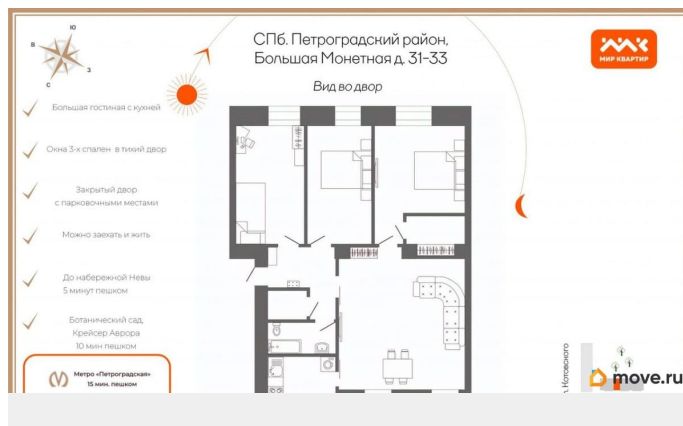 Ю
В
З
С
СПб. Петроградский район,
Большая Монетная д. 31-33
Вид во двор
МИР КВАРТИР
Большая гостиная с кухней
Окна 3-х спален в тихий двор
Закрытый двор
с парковочными местами
Можно заехать и жить
До набережной Невы
5 минут пешком
Ботанический сад,
Крейсер Аврора
10 мин пешком
Метро «Петроградская»
15 мин. пешком
л. Котовского
move.ru